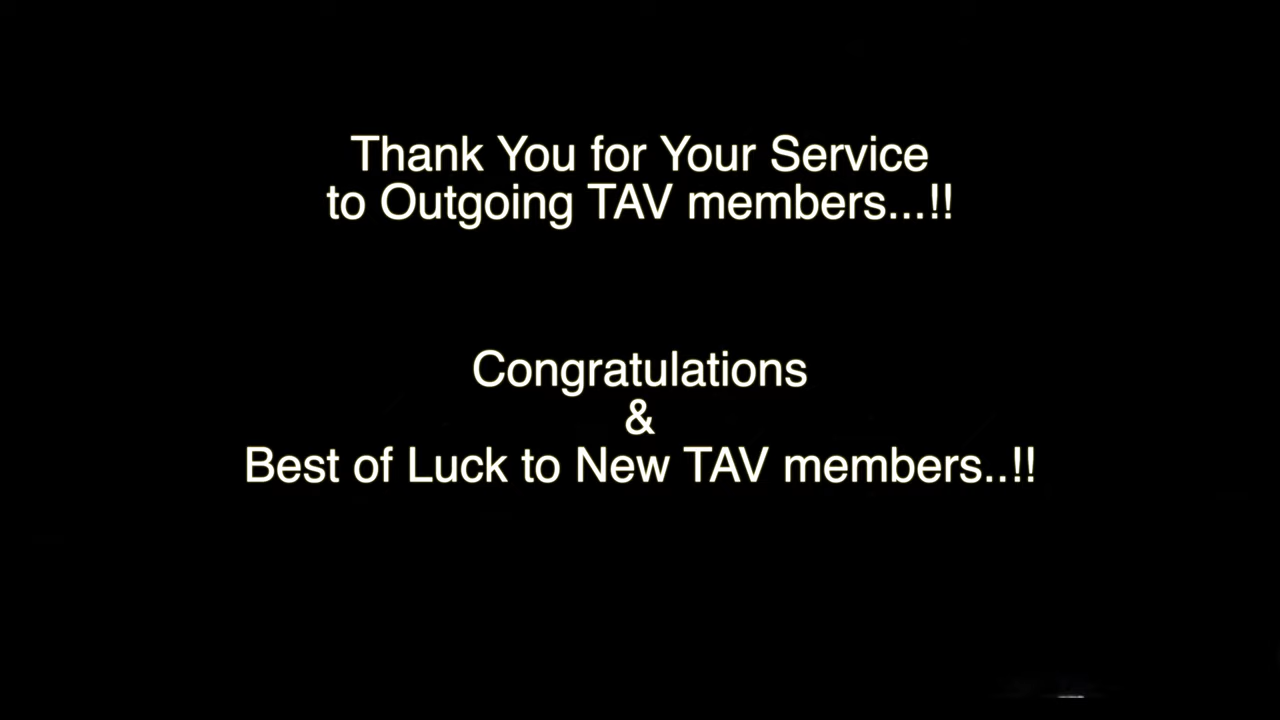 Thank You for Your Service
to Outgoing TAV members...!!
Congratulations
&
Best of Luck to New TAV members..!!